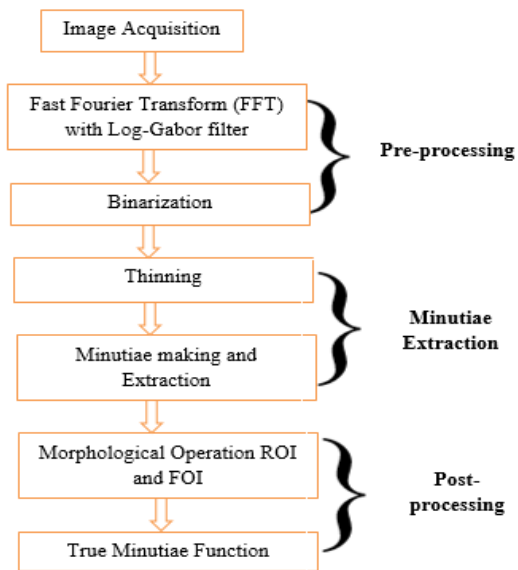 Image Acquisition
Fast Fourier Transform (FFT)
with Log-Gabor filter
Pre-processing
Binarization
Thinning
Minutiae
Extraction
Minutiae making and
Extraction
Morphological Operation ROI
and FOI
Post-
processing
True Minutiae Function